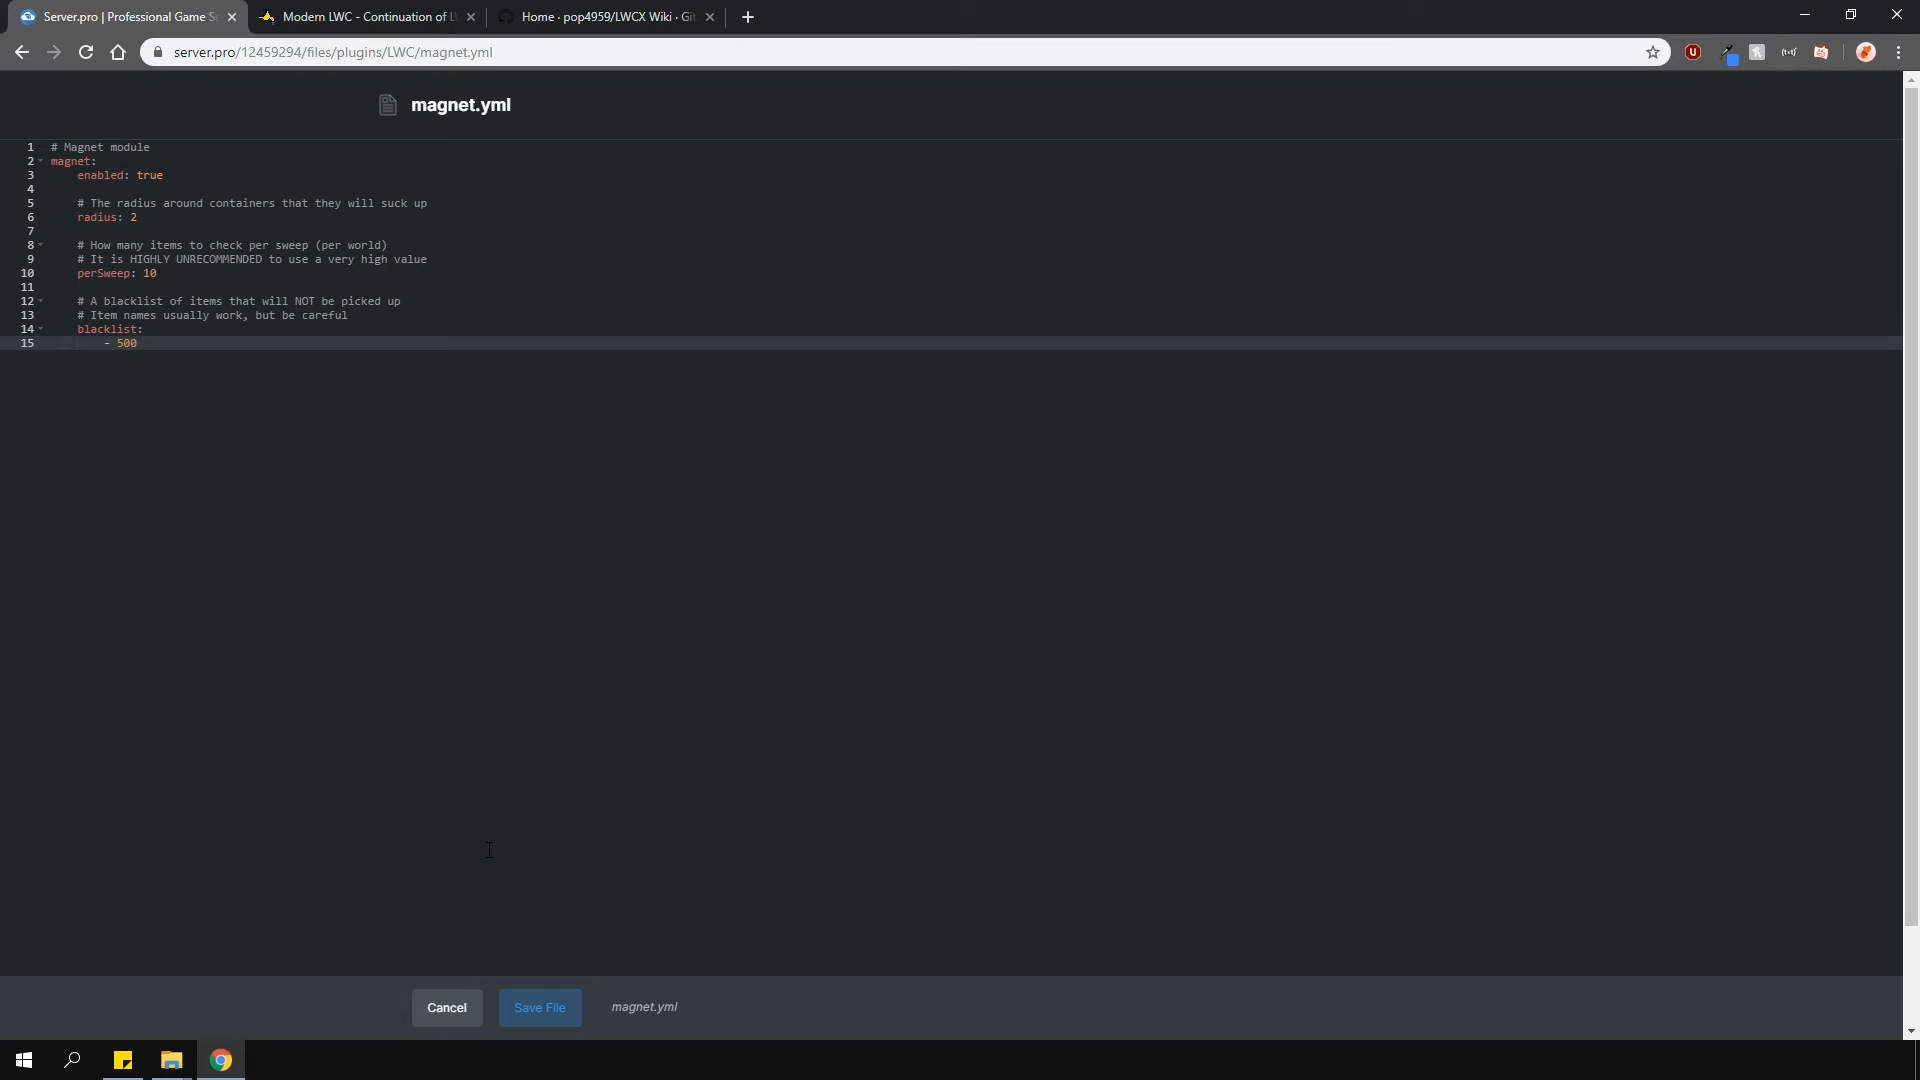 Server.pro | Professional Game S
Modern LWC - Continuation of L
Home · pop4959/LWCX Wiki · Git
server.pro/12459294/files/plugins/LWC/magnet.yml
magnet.yml
1 # Magnet module
2 magnet:
3 enabled: true
4
5 # The radius around containers that they will suck up
6 radius: 2
7
8 # How many items to check per sweep (per world)
9 # It is HIGHLY UNRECOMMENDED to use a very high value
10 perSweep: 10
11
12 # A blacklist of items that will NOT be picked up
13 # Item names usually work, but be careful
14 blacklist:
15 - 500
Cancel
Save File
magnet.yml